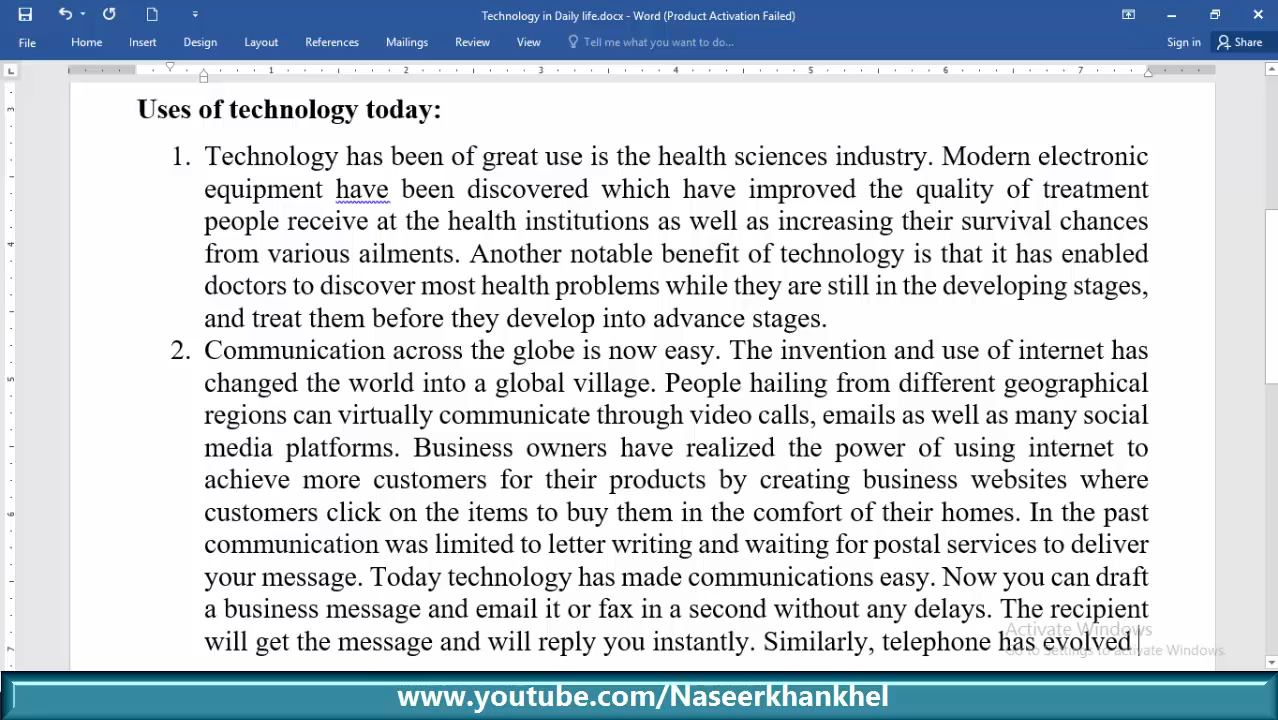 Technology in Daily life.docx - Word (Product Activation Failed)
File Home Insert Design Layout References Mailings Review View Tell me what you want to do... Sign in Share
1 2 3 4 5 6 7
3
4
5
6
7
Uses of technology today:
1. Technology has been of great use is the health sciences industry. Modern electronic
equipment have been discovered which have improved the quality of treatment
people receive at the health institutions as well as increasing their survival chances
from various ailments. Another notable benefit of technology is that it has enabled
doctors to discover most health problems while they are still in the developing stages,
and treat them before they develop into advance stages.
2. Communication across the globe is now easy. The invention and use of internet has
changed the world into a global village. People hailing from different geographical
regions can virtually communicate through video calls, emails as well as many social
media platforms. Business owners have realized the power of using internet to
achieve more customers for their products by creating business websites where
customers click on the items to buy them in the comfort of their homes. In the past
communication was limited to letter writing and waiting for postal services to deliver
your message. Today technology has made communications easy. Now you can draft
a business message and email it or fax in a second without any delays. The recipient
will get the message and will reply you instantly. Similarly, telephone has evolved
Activate Windows
Go to Settings to activate Windows.
www.youtube.com/Naseerkhankhel